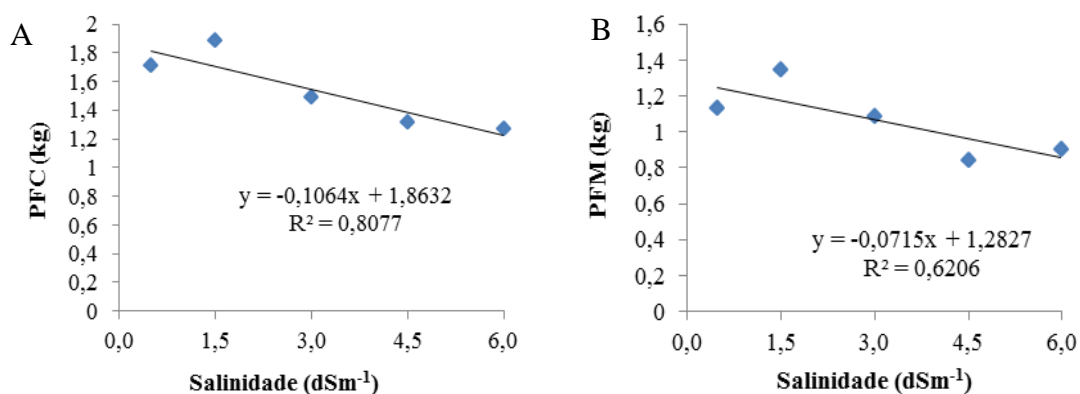 A
PFC (kg)
2
1,8
1,6
1,4
1,2
1
0,8
0,6
0,4
0,2
0
y = -0,1064x + 1,8632
R² = 0,8077
0,0 1,5 3,0 4,5 6,0
Salinidade (dSm⁻¹)
B
PFM (kg)
1,6
1,4
1,2
1
0,8
0,6
0,4
0,2
0
y = -0,0715x + 1,2827
R² = 0,6206
0,0 1,5 3,0 4,5 6,0
Salinidade (dSm⁻¹)